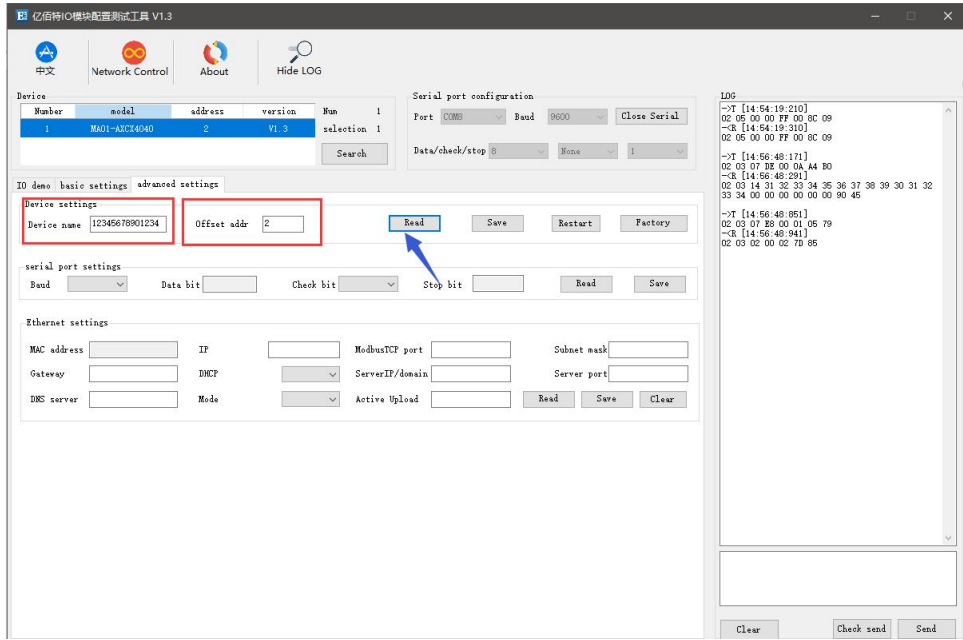 亿佰特IO模块配置测试工具 V1.3
中文 Network Control About Hide LOG
Device
Number model address version
1 MA01-AXCX4040 2 V1.3
Num 1
selection 1
Search
Serial port configuration
Port COM8 Baud 9600 Close Serial
Data/check/stop 8 None 1
IO demo basic settings advanced settings
Device settings
Device name 12345678901234 Offset addr 2 Read Save Restart Factory
serial port settings
Baud Data bit Check bit Stop bit Read Save
Ethernet settings
MAC address IP ModbusTCP port Subnet mask
Gateway DHCP ServerIP/domain Server port
DNS server Mode Active Upload Read Save Clear
LOG
->T [14:54:19:210]
02 05 00 00 FF 00 8C 09
-<R [14:54:19:310]
02 05 00 00 FF 00 8C 09
->T [14:56:48:171]
02 03 07 DE 00 0A A4 B0
-<R [14:56:48:291]
02 03 14 31 32 33 34 35 36 37 38 39 30 31 32
33 34 00 00 00 00 00 00 90 45
->T [14:56:48:851]
02 03 07 E8 00 01 05 79
-<R [14:56:48:941]
02 03 02 00 02 7D 85
Clear Check send Send